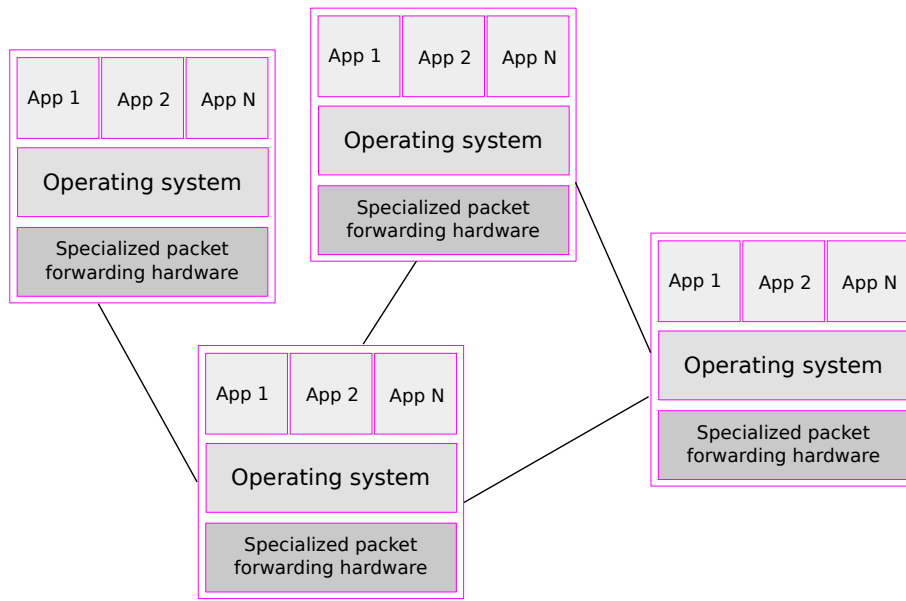 App 1 App 2 App N
Operating system
Specialized packet
forwarding hardware
App 1 App 2 App N
Operating system
Specialized packet
forwarding hardware
App 1 App 2 App N
Operating system
Specialized packet
forwarding hardware
App 1 App 2 App N
Operating system
Specialized packet
forwarding hardware